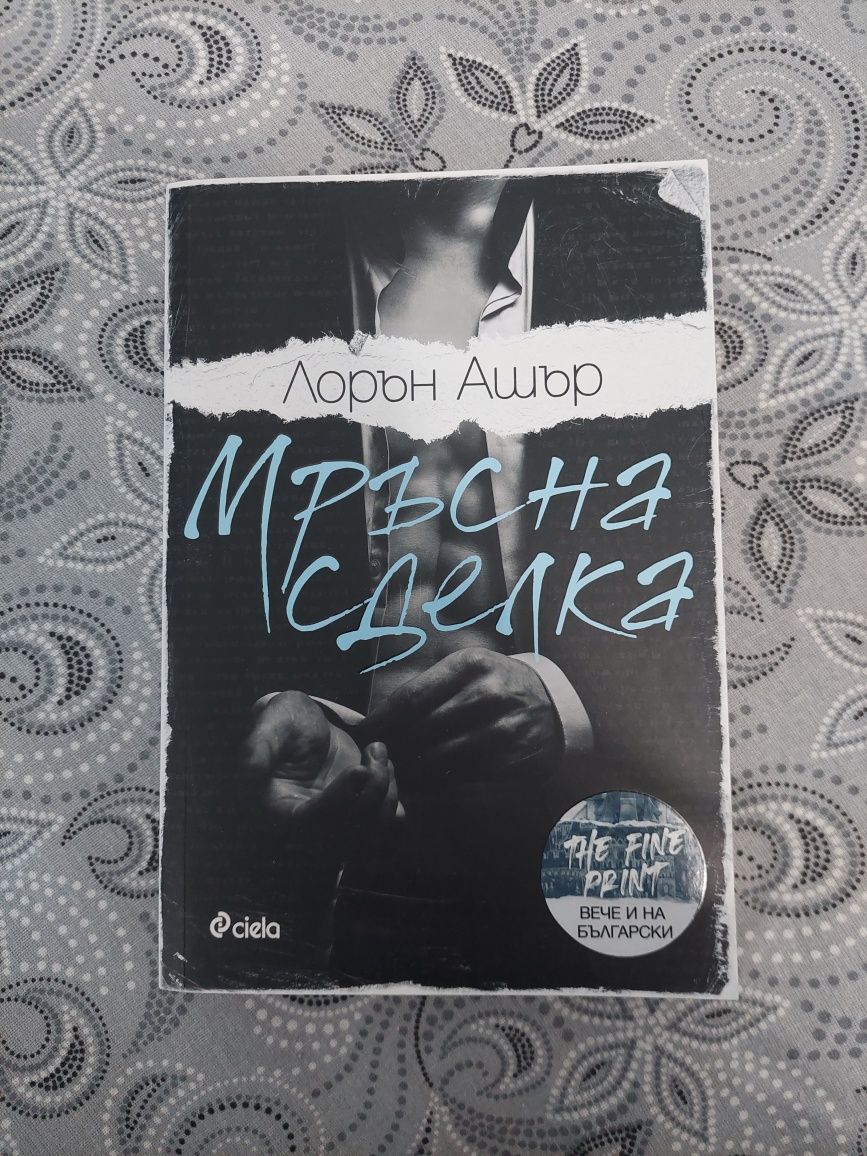 Лорън Ашър
Мръсна
сделка
THE FINE
PRINT
ВЕЧЕ И НА
БЪЛГАРСКИ
ciela